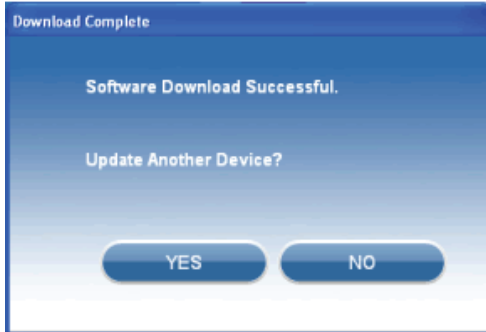 Download Complete
Software Download Successful.
Update Another Device?
YES
NO